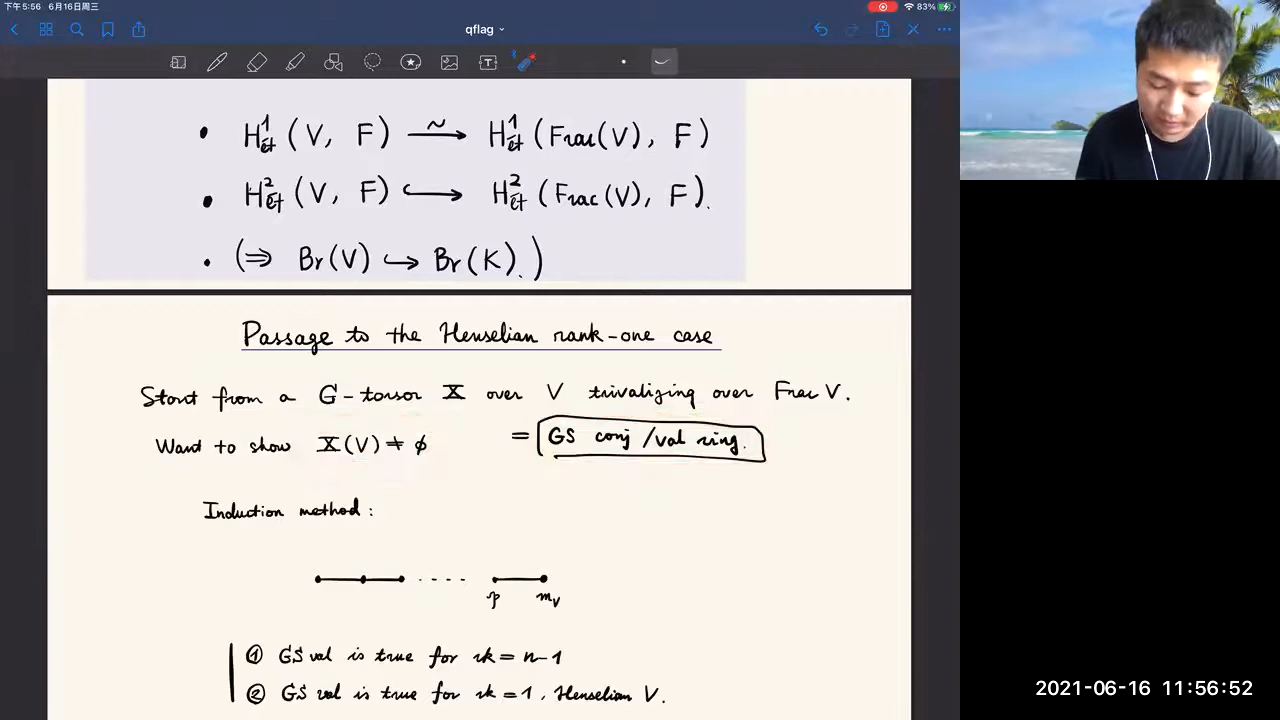 下午5:56 6月16日周三
83%
qflag
• H¹ét (V, F) ⥲ H¹ét (Frac(V), F)
• H²ét (V, F) ↪ H²ét (Frac(V), F).
• (⇒ Br(V) ↪ Br(K).)
Passage to the Henselian rank-one case
Start from a G-torsor 𝕏 over V trivalizing over Frac V.
Want to show 𝕏(V) ≠ ∅ = GS conj /val ring.
Induction method:
p m_V
① GS val is true for rk = n-1
② GS val is true for rk = 1, Henselian V.
2021-06-16 11:56:52